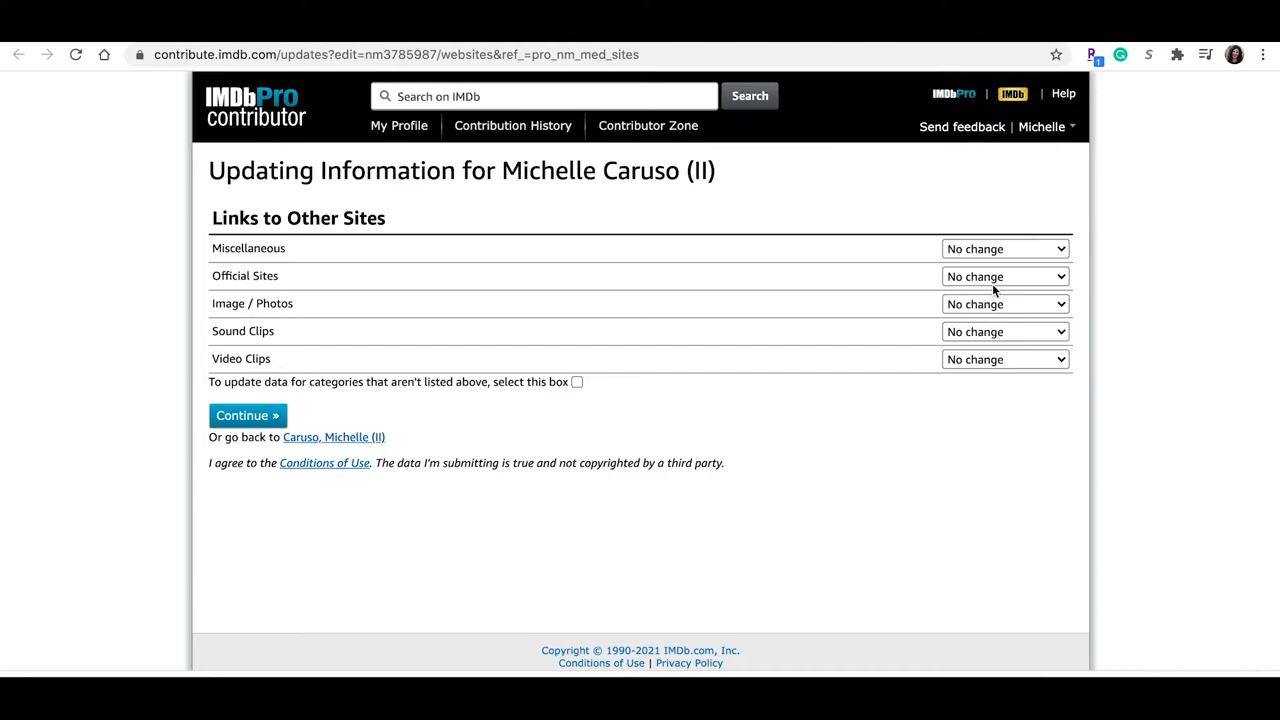 contribute.imdb.com/updates?edit=nm3785987/websites&ref_=pro_nm_med_sites
R
1
S
IMDbPro
contributor
Search on IMDb
Search
IMDbPro | IMDb | Help
My Profile
Contribution History
Contributor Zone
Send feedback | Michelle
Updating Information for Michelle Caruso (II)
Links to Other Sites
Miscellaneous No change
Official Sites No change
Image / Photos No change
Sound Clips No change
Video Clips No change
To update data for categories that aren't listed above, select this box
Continue »
Or go back to Caruso, Michelle (II)
I agree to the Conditions of Use. The data I'm submitting is true and not copyrighted by a third party.
Copyright © 1990-2021 IMDb.com, Inc.
Conditions of Use | Privacy Policy